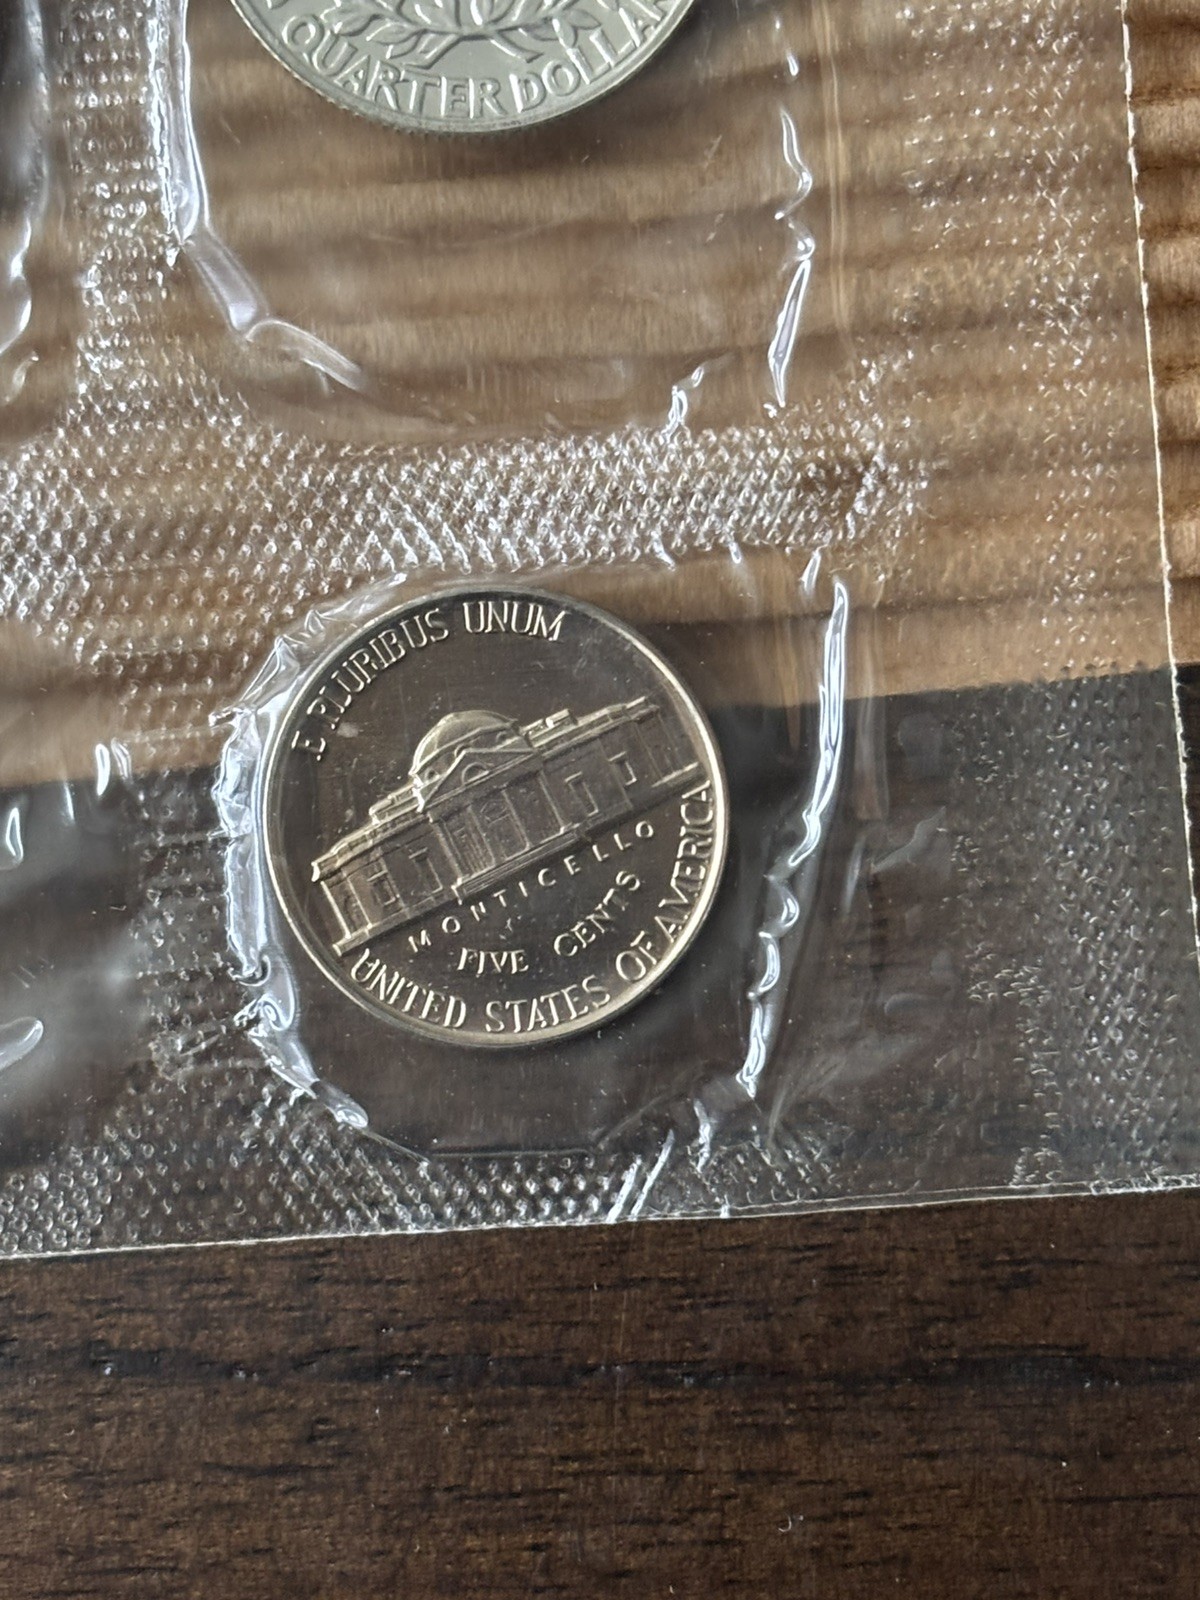 QUARTER DOLLAR
E PLURIBUS UNUM
MONTICELLO
FIVE CENTS
UNITED STATES OF AMERICA